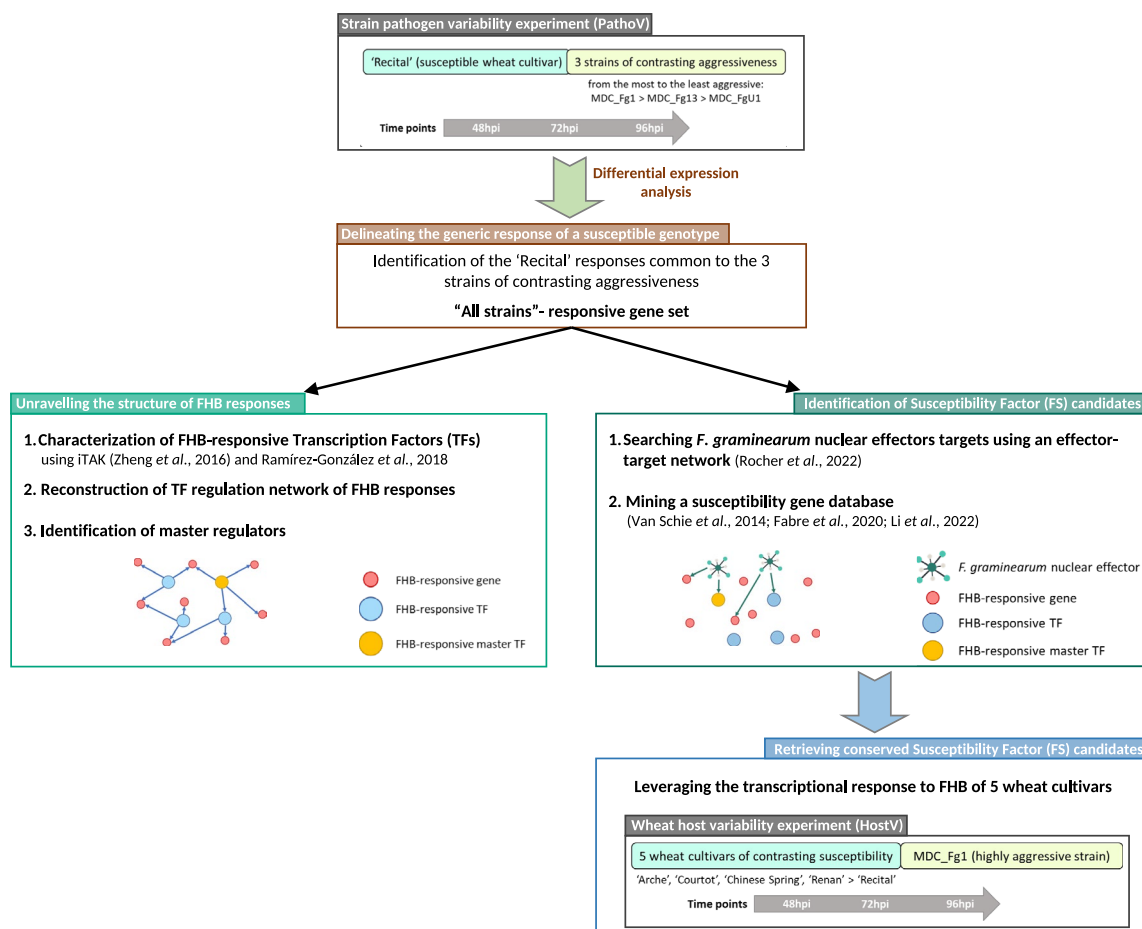 Strain pathogen variability experiment (PathoV)
'Recital' (susceptible wheat cultivar)
3 strains of contrasting aggressiveness
from the most to the least aggressive:
MDC_Fg1 > MDC_Fg13 > MDC_FgU1
Time points
48hpi
72hpi
96hpi
Differential expression
analysis
Delineating the generic response of a susceptible genotype
Identification of the ‘Recital’ responses common to the 3
strains of contrasting aggressiveness
“All strains”- responsive gene set
Unravelling the structure of FHB responses
1. Characterization of FHB-responsive Transcription Factors (TFs)
using iTAK (Zheng et al., 2016) and Ramírez-González et al., 2018
2. Reconstruction of TF regulation network of FHB responses
3. Identification of master regulators
FHB-responsive gene
FHB-responsive TF
FHB-responsive master TF
Identification of Susceptibility Factor (FS) candidates
1. Searching F. graminearum nuclear effectors targets using an effector-
target network (Rocher et al., 2022)
2. Mining a susceptibility gene database
(Van Schie et al., 2014; Fabre et al., 2020; Li et al., 2022)
F. graminearum nuclear effector
FHB-responsive gene
FHB-responsive TF
FHB-responsive master TF
Retrieving conserved Susceptibility Factor (FS) candidates
Leveraging the transcriptional response to FHB of 5 wheat cultivars
Wheat host variability experiment (HostV)
5 wheat cultivars of contrasting susceptibility
MDC_Fg1 (highly aggressive strain)
'Arche', 'Courtot', 'Chinese Spring', 'Renan' > 'Recital'
Time points
48hpi
72hpi
96hpi